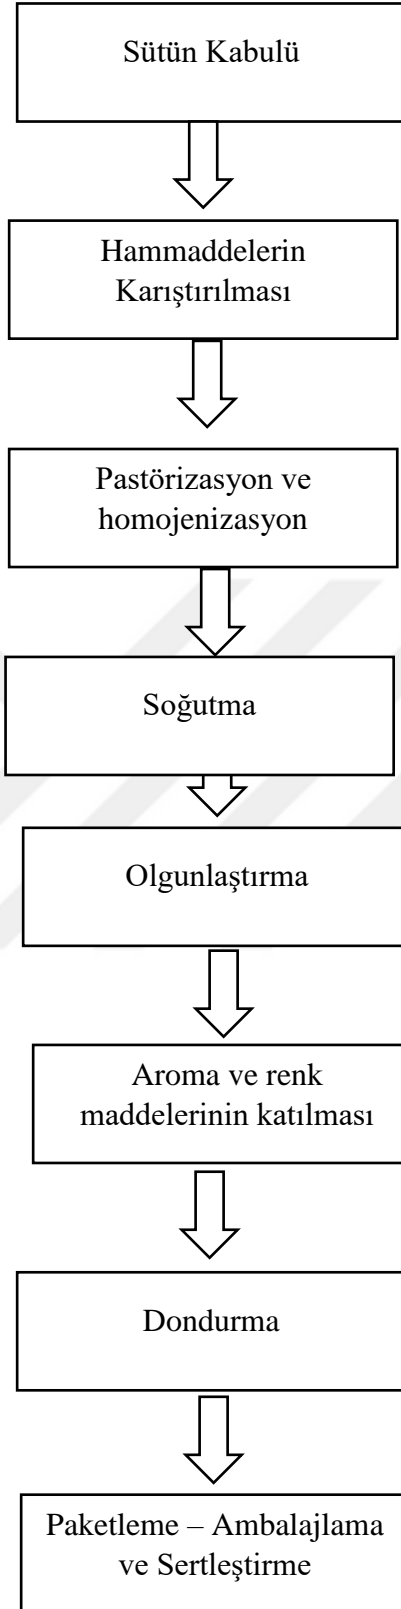 Sütün Kabulü
Hammaddelerin
Karıştırılması
Pastörizasyon ve
homojenizasyon
Soğutma
Olgunlaştırma
Aroma ve renk
maddelerinin katılması
Dondurma
Paketleme – Ambalajlama
ve Sertleştirme